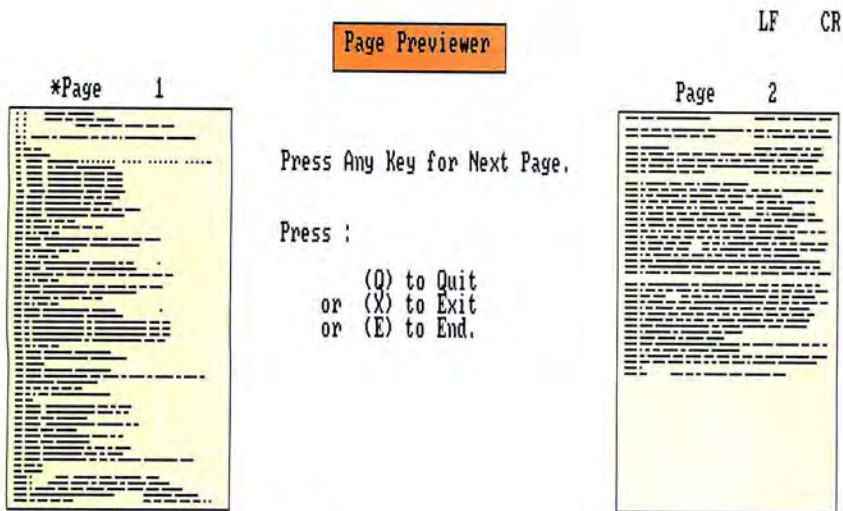 LF CR
Page Previewer
*Page 1
Page 2
Press Any Key for Next Page.
Press :
(Q) to Quit
or (X) to Exit
or (E) to End.